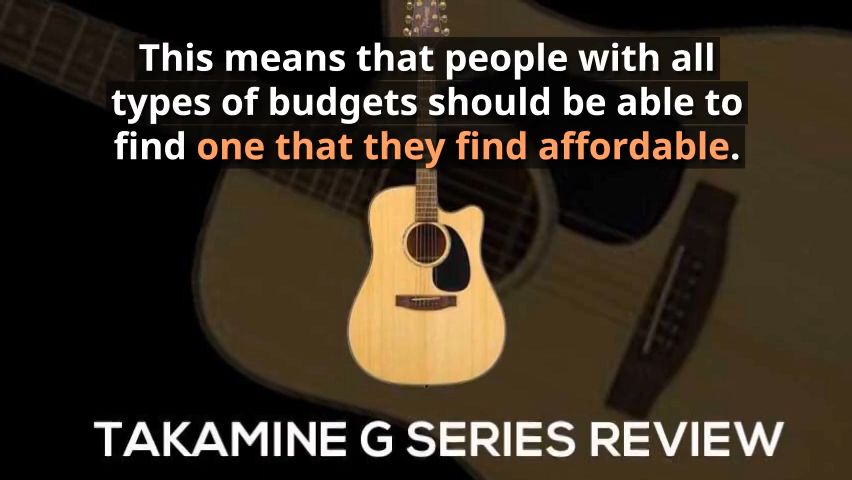 This means that people with all
types of budgets should be able to
find one that they find affordable.
TAKAMINE G SERIES REVIEW